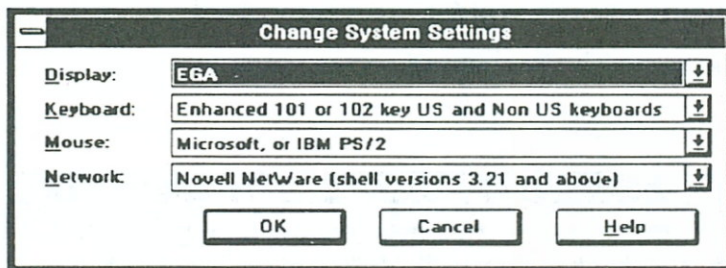 Change System Settings
Display: EGA
Keyboard: Enhanced 101 or 102 key US and Non US keyboards
Mouse: Microsoft, or IBM PS/2
Network: Novell NetWare (shell versions 3.21 and above)
OK Cancel Help